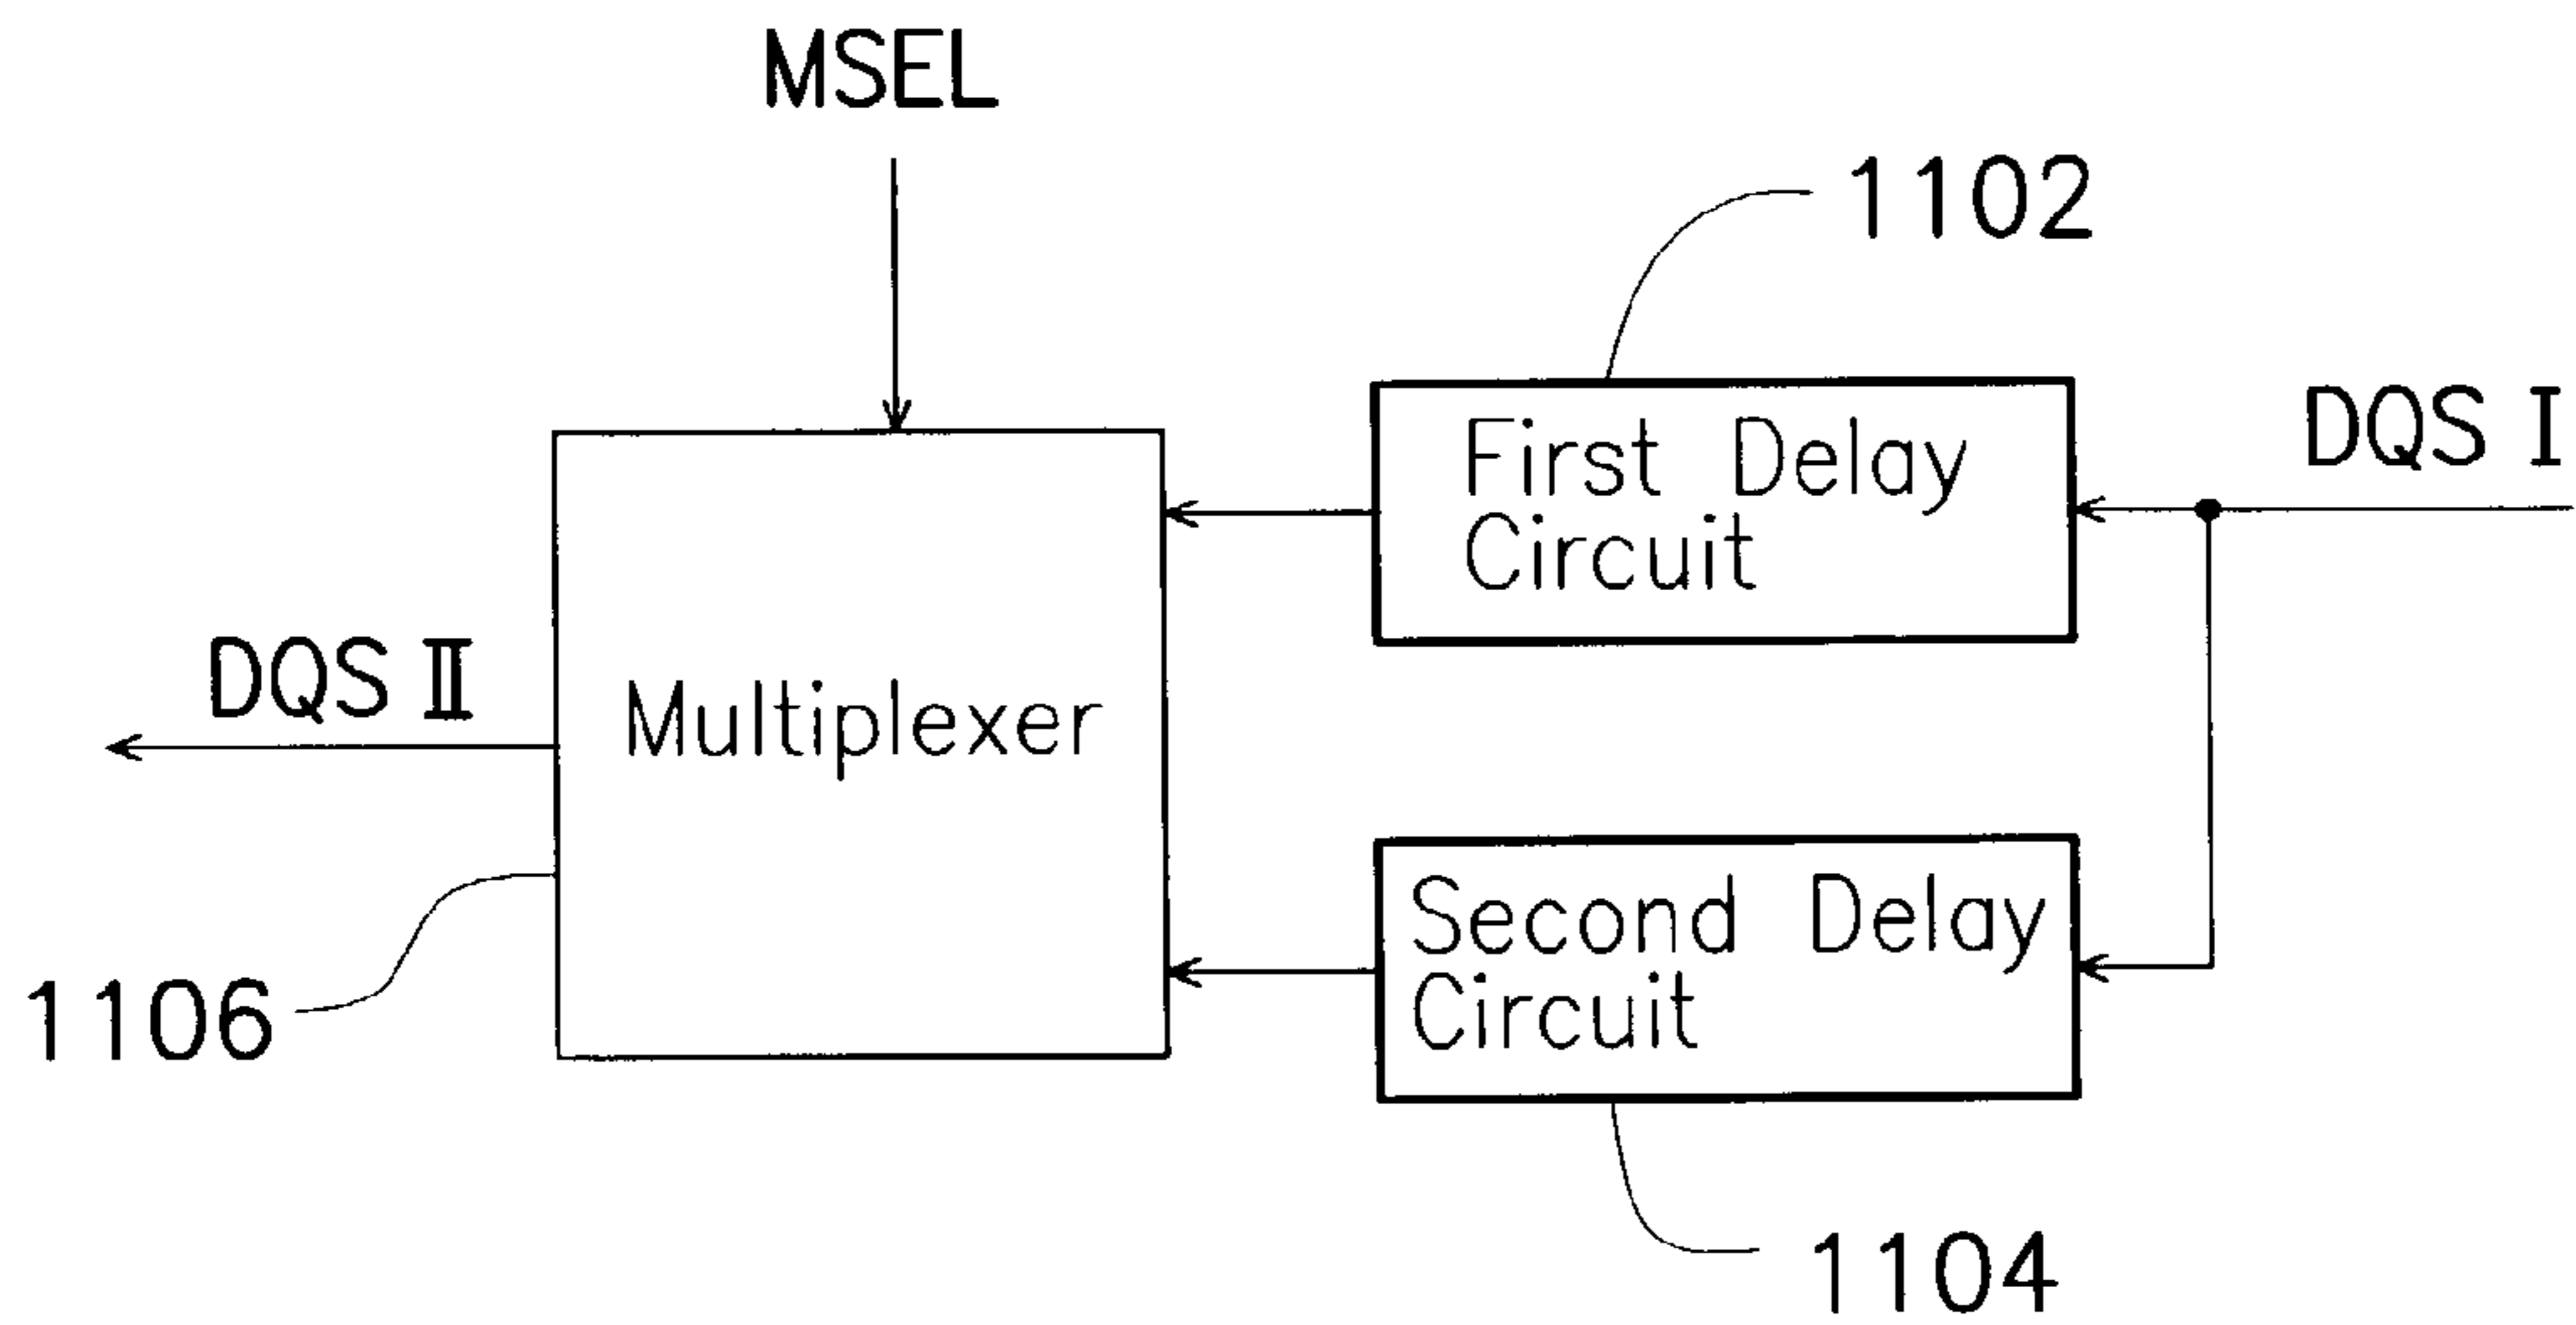 MSEL
1102
DQS I
First Delay
Circuit
DQS II
Multiplexer
Second Delay
Circuit
1106
1104